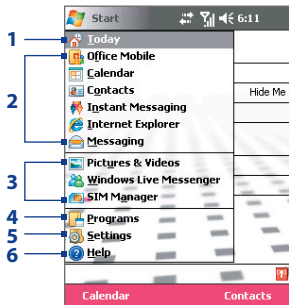 Start 6:11
1 Today
Office Mobile
Calendar
Contacts
Hide Me
2 Instant Messaging
Internet Explorer
Messaging
Pictures & Videos
3 Windows Live Messenger
SIM Manager
4 Programs
5 Settings
6 Help
Calendar Contacts